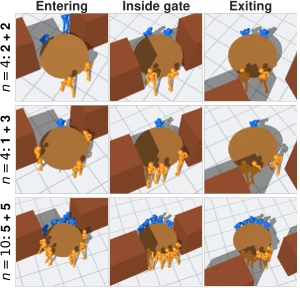 Entering Inside gate Exiting
n = 4: 2 + 2
n = 4: 1 + 3
n = 10: 5 + 5